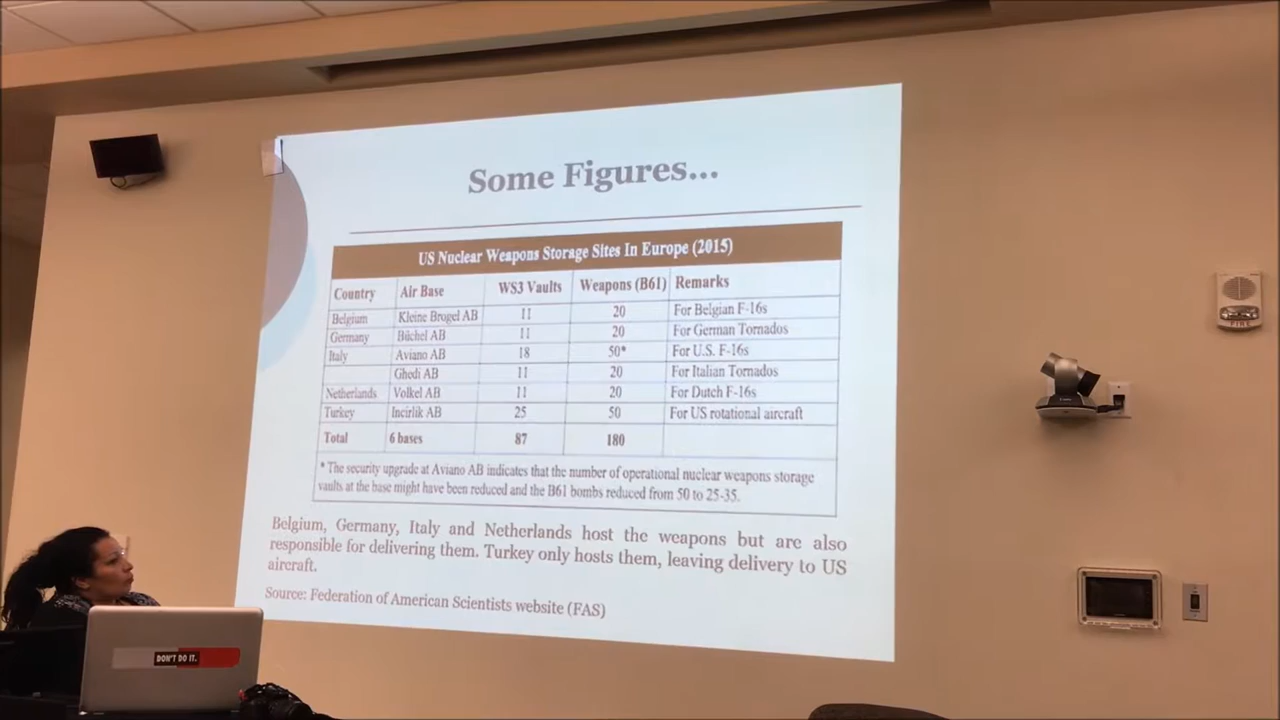 Some Figures...
US Nuclear Weapons Storage Sites In Europe (2015)
Country Air Base WS3 Vaults Weapons (B61) Remarks
Belgium Kleine Brogel AB 11 20 For Belgian F-16s
Germany Büchel AB 11 20 For German Tornados
Italy Aviano AB 18 50* For U.S. F-16s
Ghedi AB 11 20 For Italian Tornados
Netherlands Volkel AB 11 20 For Dutch F-16s
Turkey Incirlik AB 25 50 For US rotational aircraft
Total 6 bases 87 180
* The security upgrade at Aviano AB indicates that the number of operational nuclear weapons storage
vaults at the base might have been reduced and the B61 bombs reduced from 50 to 25-35.
Belgium, Germany, Italy and Netherlands host the weapons but are also
responsible for delivering them. Turkey only hosts them, leaving delivery to US
aircraft.
Source: Federation of American Scientists website (FAS)
DON'T DO IT.
FIRE